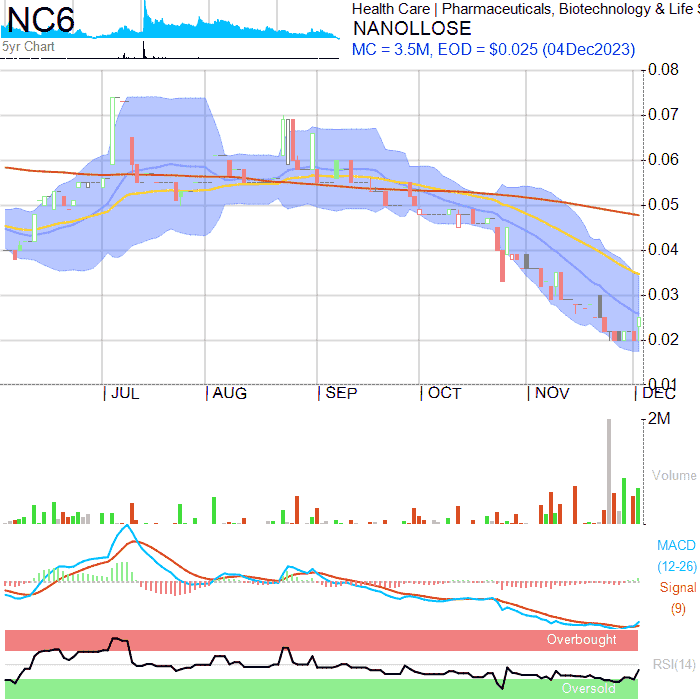 NC6
5yr Chart
Health Care | Pharmaceuticals, Biotechnology & Life S
NANOLLOSE
MC = 3.5M, EOD = $0.025 (04Dec2023)
0.08
0.07
0.06
0.05
0.04
0.03
0.02
0.01
JUL AUG SEP OCT NOV DEC
2M
Volume
MACD
(12-26)
Signal
(9)
Overbought
RSI(14)
Oversold